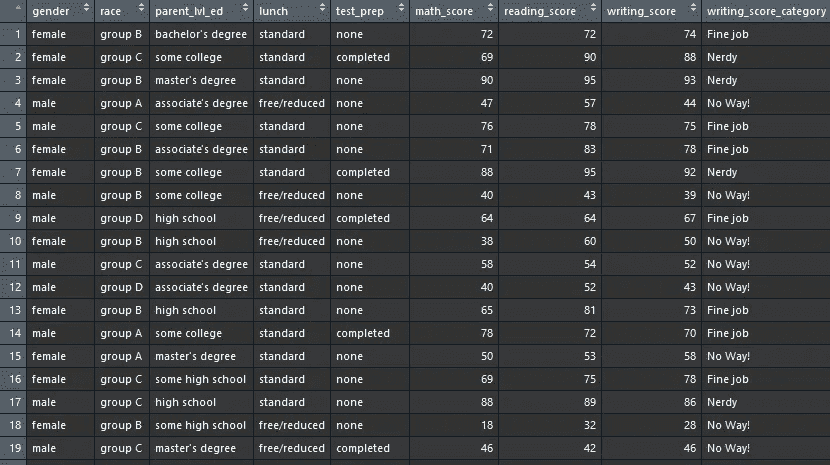 gender race parent_lvl_ed lunch test_prep math_score reading_score writing_score writing_score_category
1 female group B bachelor's degree standard none 72 72 74 Fine job
2 female group C some college standard completed 69 90 88 Nerdy
3 female group B master's degree standard none 90 95 93 Nerdy
4 male group A associate's degree free/reduced none 47 57 44 No Way!
5 male group C some college standard none 76 78 75 Fine job
6 female group B associate's degree standard none 71 83 78 Fine job
7 female group B some college standard completed 88 95 92 Nerdy
8 male group B some college free/reduced none 40 43 39 No Way!
9 male group D high school free/reduced completed 64 64 67 Fine job
10 female group B high school free/reduced none 38 60 50 No Way!
11 male group C associate's degree standard none 58 54 52 No Way!
12 male group D associate's degree standard none 40 52 43 No Way!
13 female group B high school standard none 65 81 73 Fine job
14 male group A some college standard completed 78 72 70 Fine job
15 female group A master's degree standard none 50 53 58 No Way!
16 female group C some high school standard none 69 75 78 Fine job
17 male group C high school standard none 88 89 86 Nerdy
18 female group B some high school free/reduced none 18 32 28 No Way!
19 male group C master's degree free/reduced completed 46 42 46 No Way!